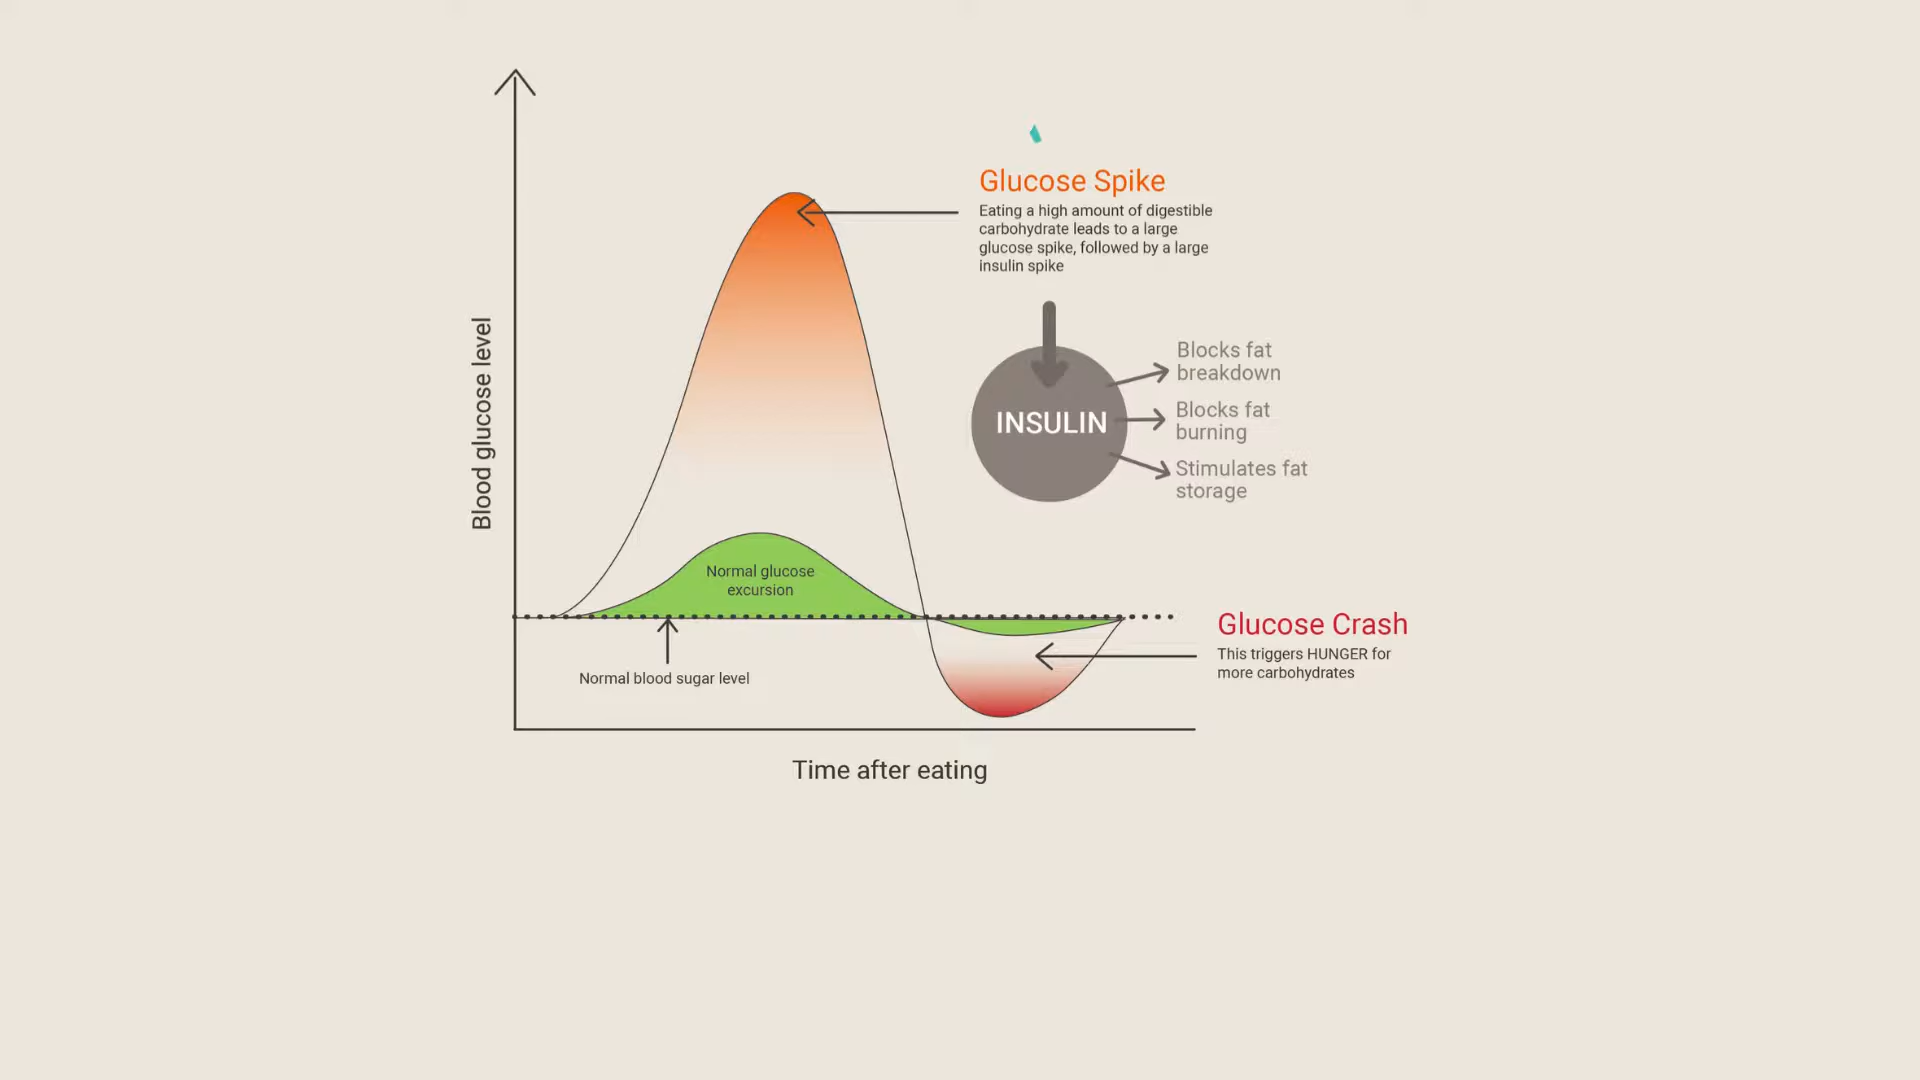 Glucose Spike
Eating a high amount of digestible
carbohydrate leads to a large
glucose spike, followed by a large
insulin spike
Blood glucose level
INSULIN
Blocks fat
breakdown
Blocks fat
burning
Stimulates fat
storage
Normal glucose
excursion
Normal blood sugar level
Glucose Crash
This triggers HUNGER for
more carbohydrates
Time after eating